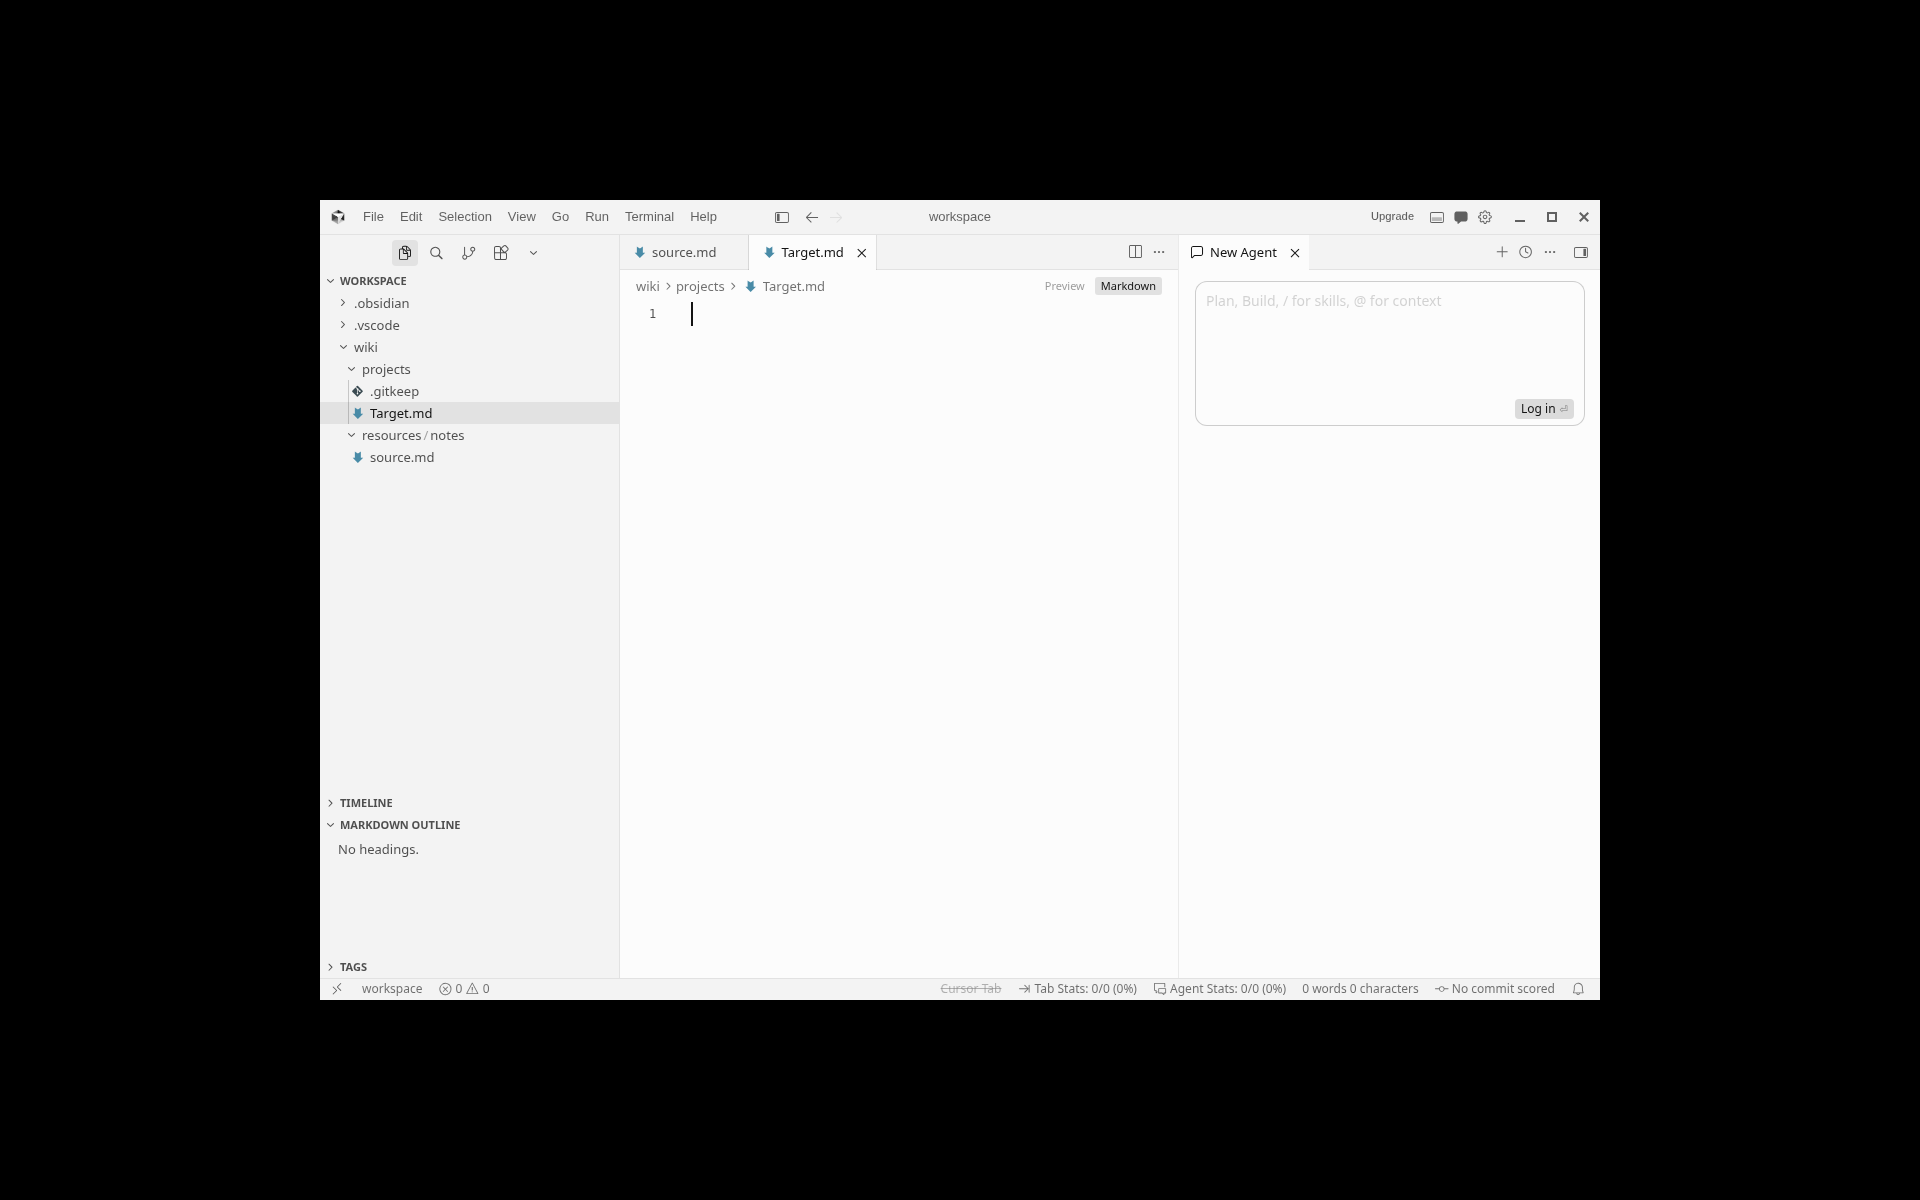 File Edit Selection View Go Run Terminal Help
workspace
Upgrade
source.md
Target.md
New Agent
WORKSPACE
.obsidian
.vscode
wiki
projects
.gitkeep
Target.md
resources / notes
source.md
wiki > projects > Target.md
Preview Markdown
1
Plan, Build, / for skills, @ for context
Log in ⏎
TIMELINE
MARKDOWN OUTLINE
No headings.
TAGS
workspace 0 0 Cursor Tab Tab Stats: 0/0 (0%) Agent Stats: 0/0 (0%) 0 words 0 characters No commit scored